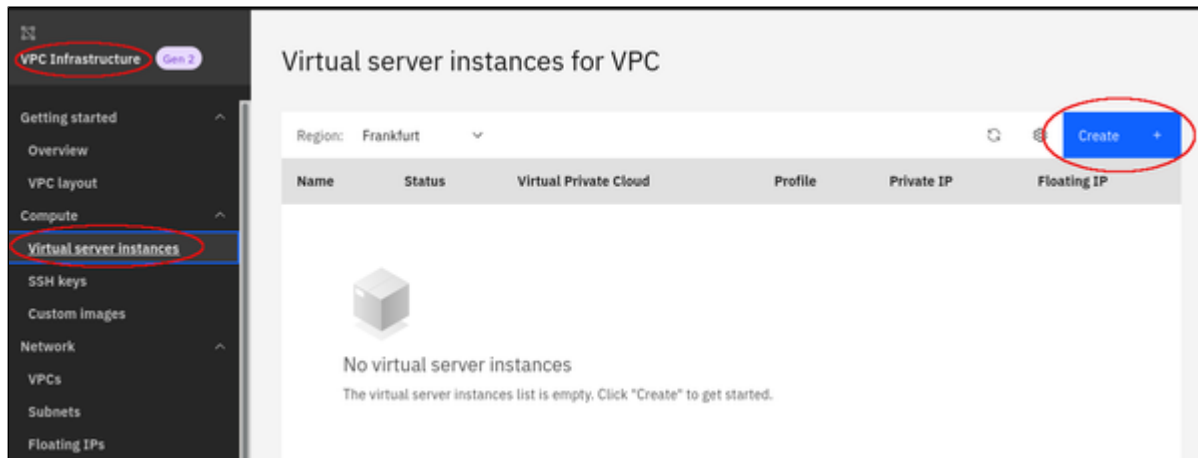 VPC Infrastructure Gen 2
Getting started
Overview
VPC layout
Compute
Virtual server instances
SSH keys
Custom images
Network
VPCs
Subnets
Floating IPs
Virtual server instances for VPC
Region: Frankfurt Create +
Name Status Virtual Private Cloud Profile Private IP Floating IP
No virtual server instances
The virtual server instances list is empty. Click "Create" to get started.